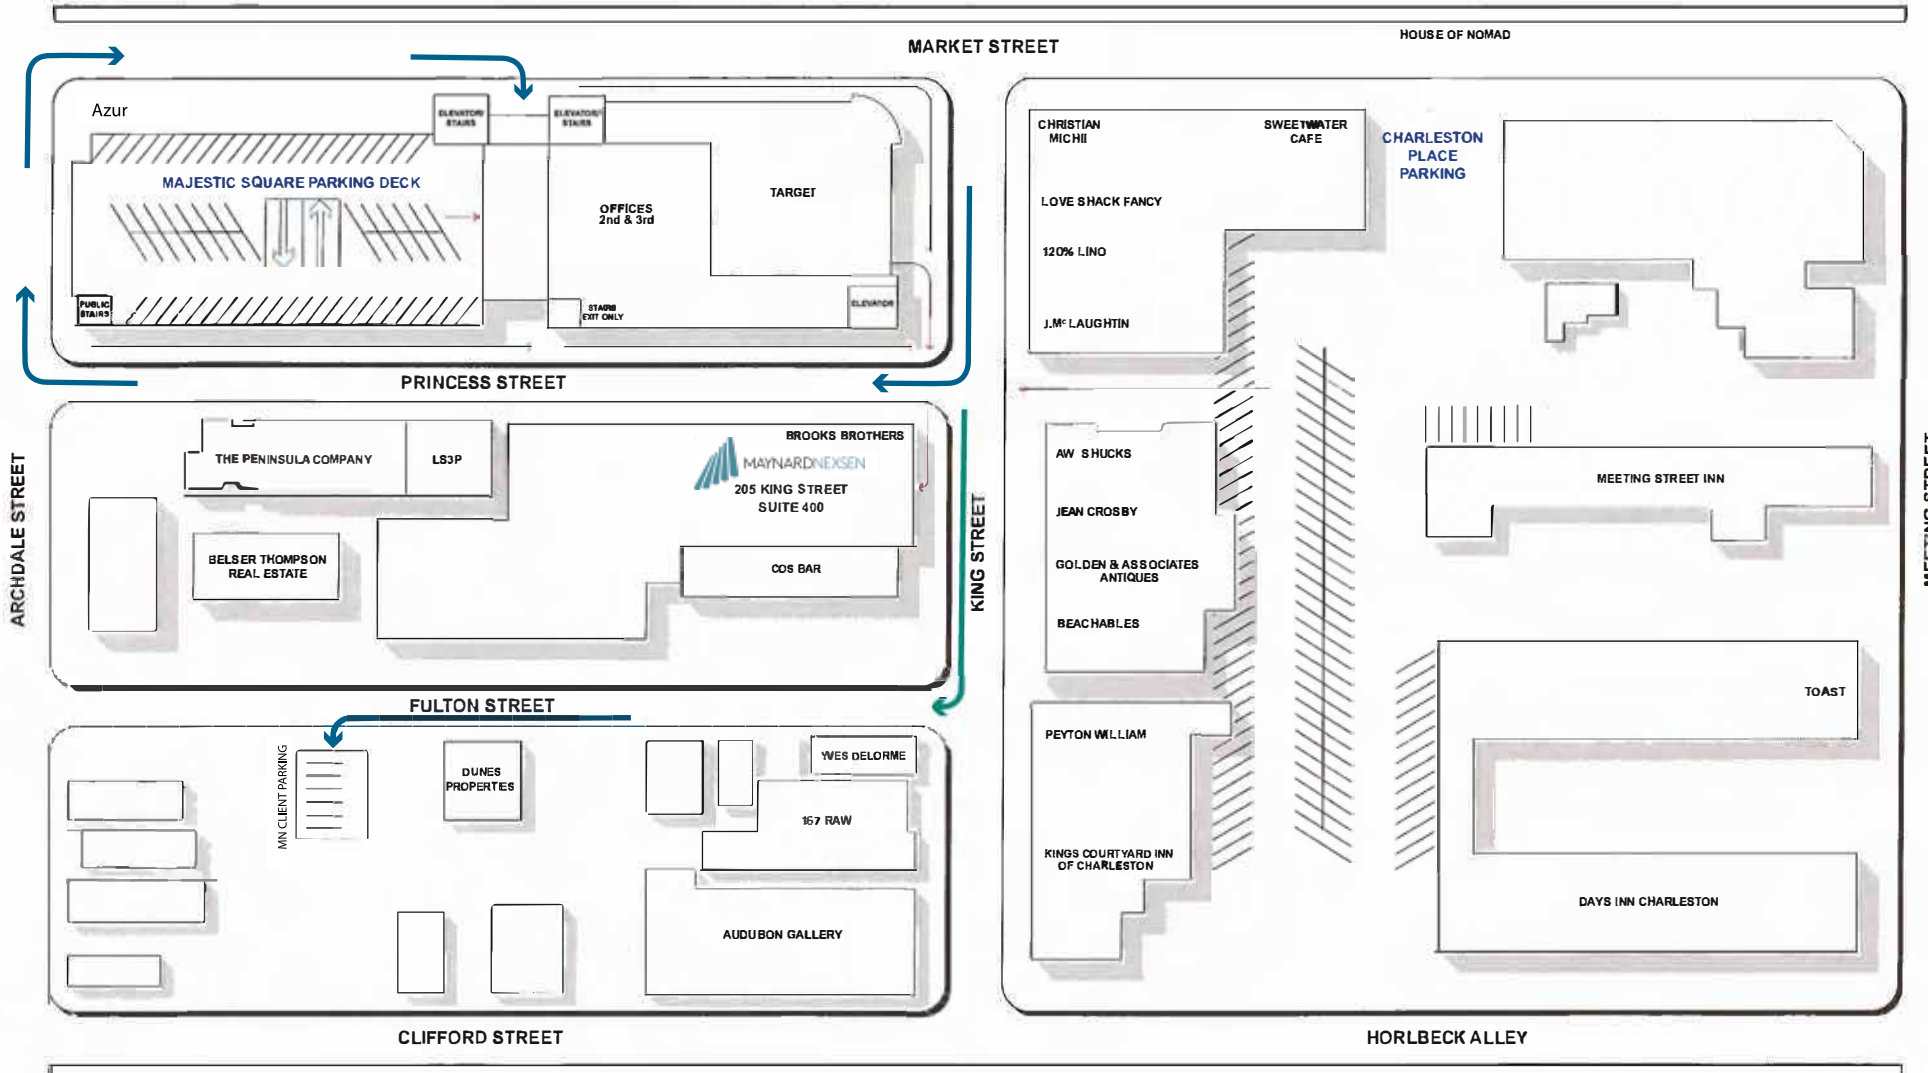 HOUSE OF NOMAD
MARKET STREET
Azur
ELEVATOR/
STAIRS
ELEVATOR/
STAIRS
MAJESTIC SQUARE PARKING DECK
OFFICES
2nd & 3rd
TARGET
PUBLIC
STAIRS
STAIRS
EXIT ONLY
ELEVATOR
CHRISTIAN
MICHII
SWEETWATER
CAFE
CHARLESTON
PLACE
PARKING
LOVE SHACK FANCY
120% LINO
J.Mc LAUGHTIN
PRINCESS STREET
ARCHDALE STREET
THE PENINSULA COMPANY
LS3P
BROOKS BROTHERS
MAYNARDNEXSEN
205 KING STREET
SUITE 400
BELSER THOMPSON
REAL ESTATE
COS BAR
KING STREET
AW SHUCKS
JEAN CROSBY
GOLDEN & ASSOCIATES
ANTIQUES
BEACHABLES
MEETING STREET INN
MEETING STREET
FULTON STREET
MN CLIENT PARKING
DUNES
PROPERTIES
YVES DELORME
167 RAW
AUDUBON GALLERY
PEYTON WILLIAM
KINGS COURTYARD INN
OF CHARLESTON
TOAST
DAYS INN CHARLESTON
CLIFFORD STREET
HORLBECK ALLEY